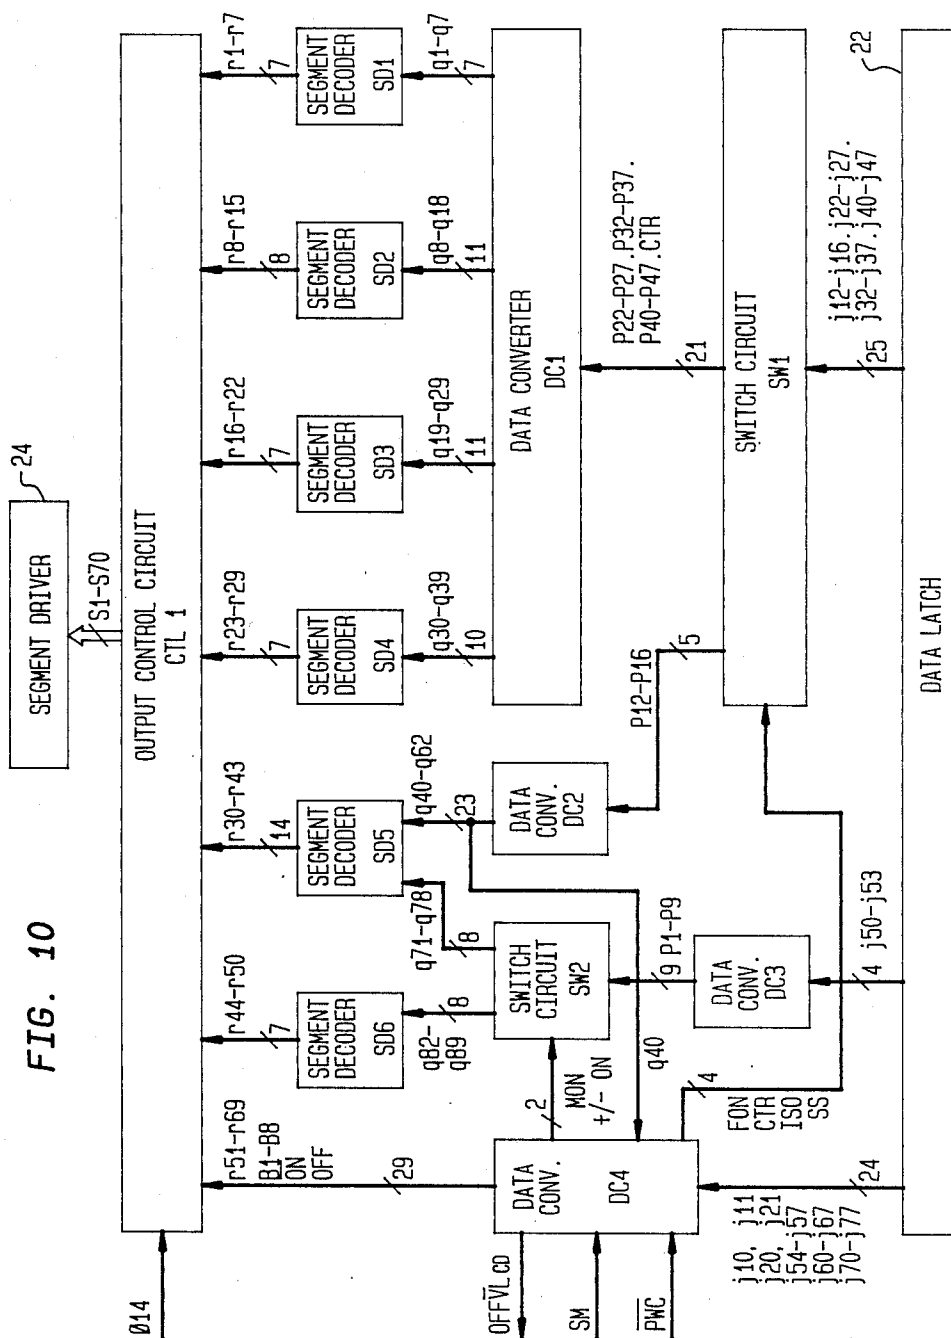 FIG. 10
SEGMENT DRIVER
24
S1-S70
Ø14
OUTPUT CONTROL CIRCUIT
CTL 1
r51-r69
B1-B8
ON
OFF
29
r44-r50
7
r30-r43
14
r23-r29
7
r16-r22
7
r8-r15
8
r1-r7
7
SEGMENT
DECODER
SD6
SEGMENT
DECODER
SD5
SEGMENT
DECODER
SD4
SEGMENT
DECODER
SD3
SEGMENT
DECODER
SD2
SEGMENT
DECODER
SD1
q82-
q89
8
q71-q78
8
q40-q62
23
q30-q39
10
q19-q29
11
q8-q18
11
q1-q7
7
OFFVLCD
SM
PWC
DATA
CONV.
DC4
2
MON
+/- ON
SWITCH
CIRCUIT
SW2
DATA
CONV.
DC2
DATA CONVERTER
DC1
q40
9
P1-P9
P12-P16
5
P22-P27.P32-P37.
P40-P47.CTR
21
4
FON
CTR
ISO
SS
DATA
CONV.
DC3
SWITCH CIRCUIT
SW1
j10, j11
j20, j21
j54-j57
j60-j67
j70-j77
24
4
j50-j53
25
j12-j16.j22-j27.
j32-j37.j40-j47
22
DATA LATCH